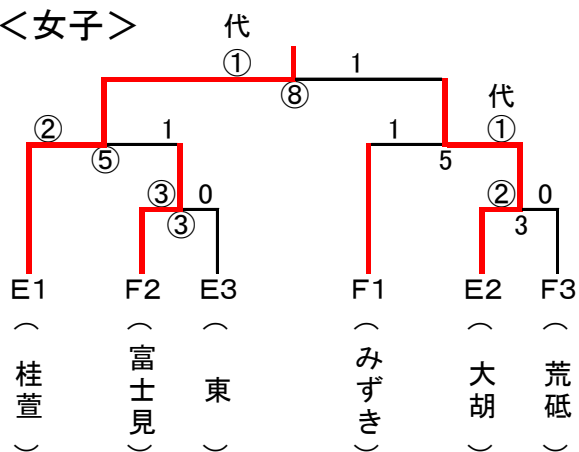 ＜女子＞
代
① 1
⑧
代
② 1 1 ①
⑤ 5
③ 0 ② 0
③ 3
E1 F2 E3 F1 E2 F3
（桂萱） （富士見） （東） （みずき） （大胡） （荒砥）